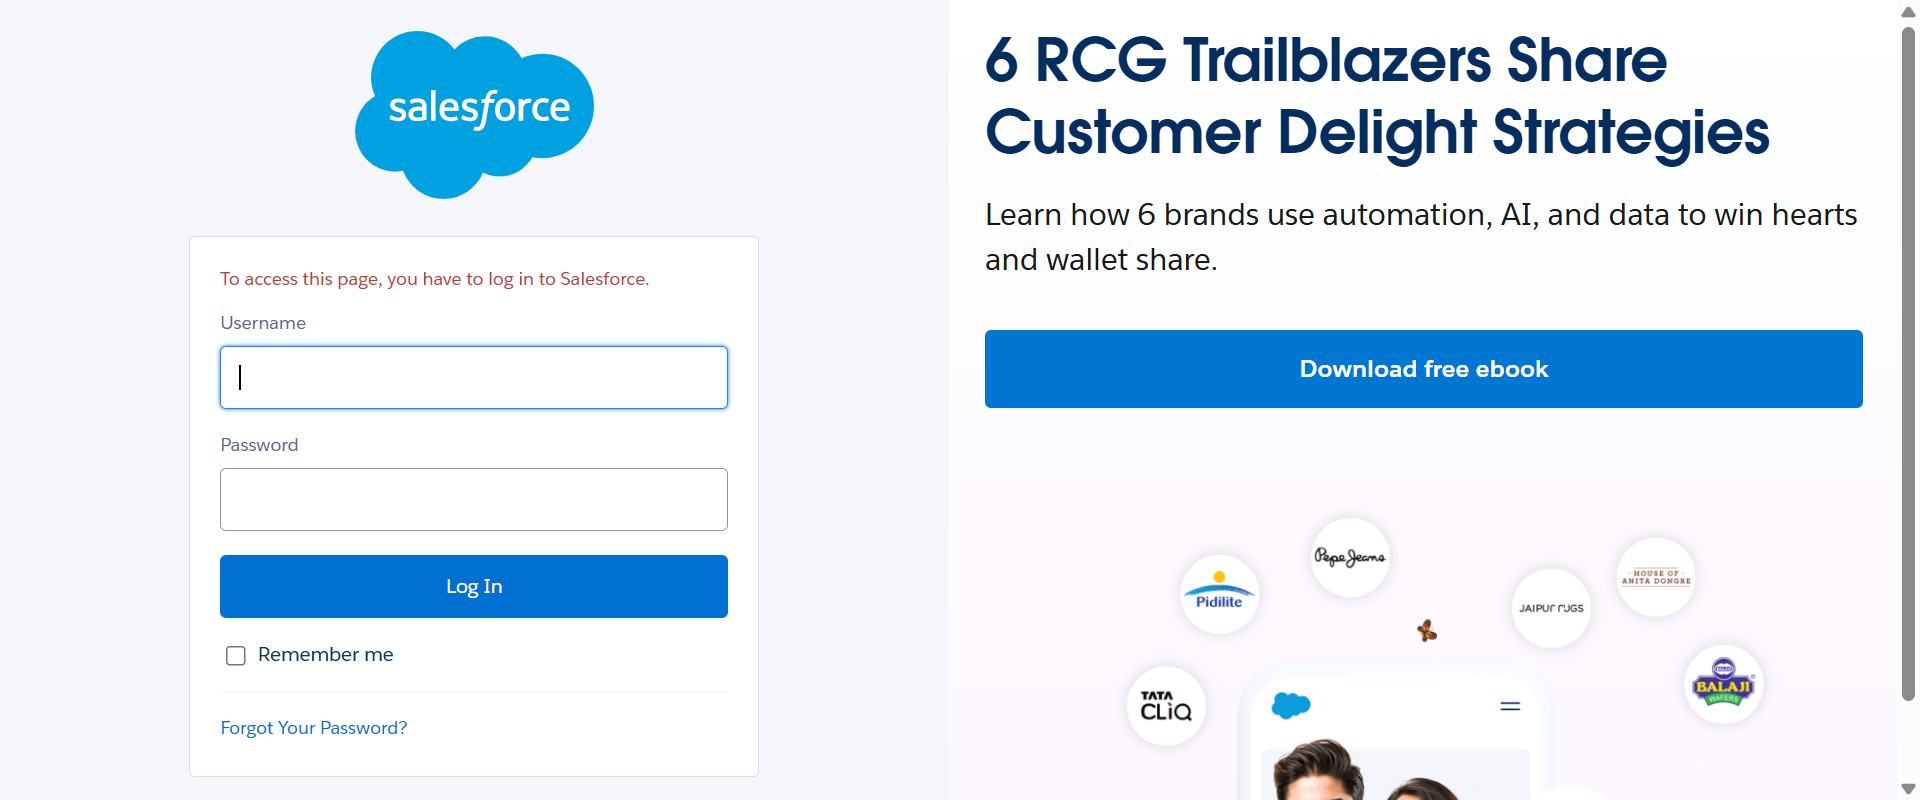 salesforce
To access this page, you have to log in to Salesforce.
Username
Password
Log In
Remember me
Forgot Your Password?
6 RCG Trailblazers Share
Customer Delight Strategies
Learn how 6 brands use automation, AI, and data to win hearts
and wallet share.
Download free ebook
Pepe Jeans
Pidilite
HOUSE OF
ANITA DONGRE
JAIPUR RUGS
TATA
CLiQ
BALAJI
WAFERS